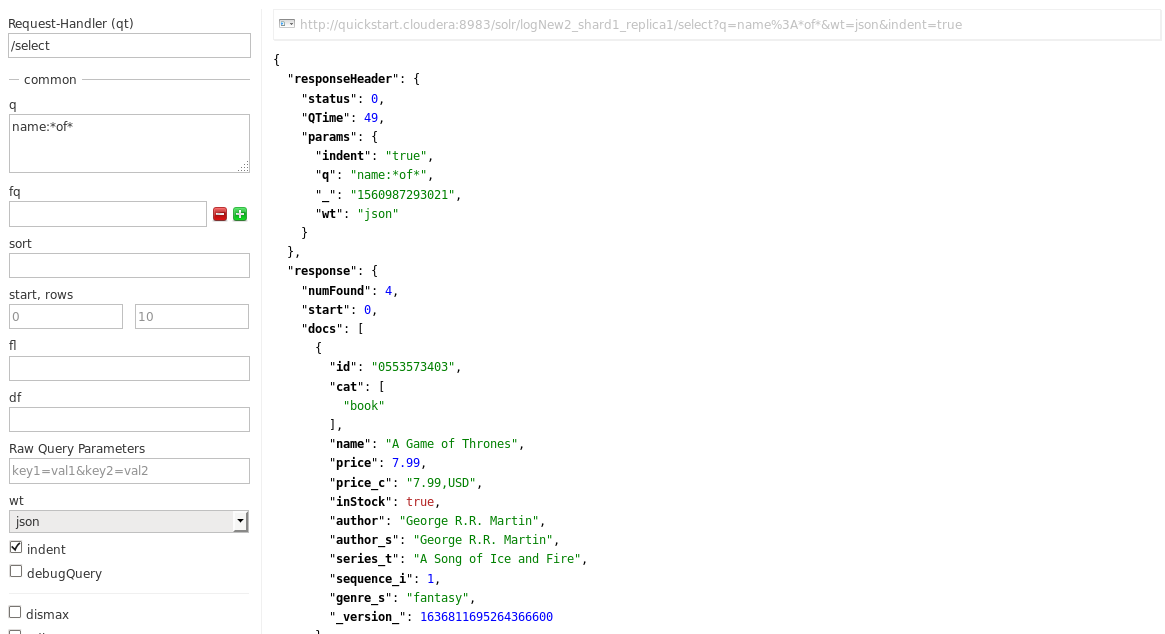 Request-Handler (qt)
/select
common
q
name:*of*
fq
sort
start, rows
0 10
fl
df
Raw Query Parameters
key1=val1&key2=val2
wt
json
indent
debugQuery
dismax
http://quickstart.cloudera:8983/solr/logNew2_shard1_replica1/select?q=name%3A*of*&wt=json&indent=true
{
"responseHeader": {
"status": 0,
"QTime": 49,
"params": {
"indent": "true",
"q": "name:*of*",
"_": "1560987293021",
"wt": "json"
}
},
"response": {
"numFound": 4,
"start": 0,
"docs": [
{
"id": "0553573403",
"cat": [
"book"
],
"name": "A Game of Thrones",
"price": 7.99,
"price_c": "7.99,USD",
"inStock": true,
"author": "George R.R. Martin",
"author_s": "George R.R. Martin",
"series_t": "A Song of Ice and Fire",
"sequence_i": 1,
"genre_s": "fantasy",
"_version_": 1636811695264366600